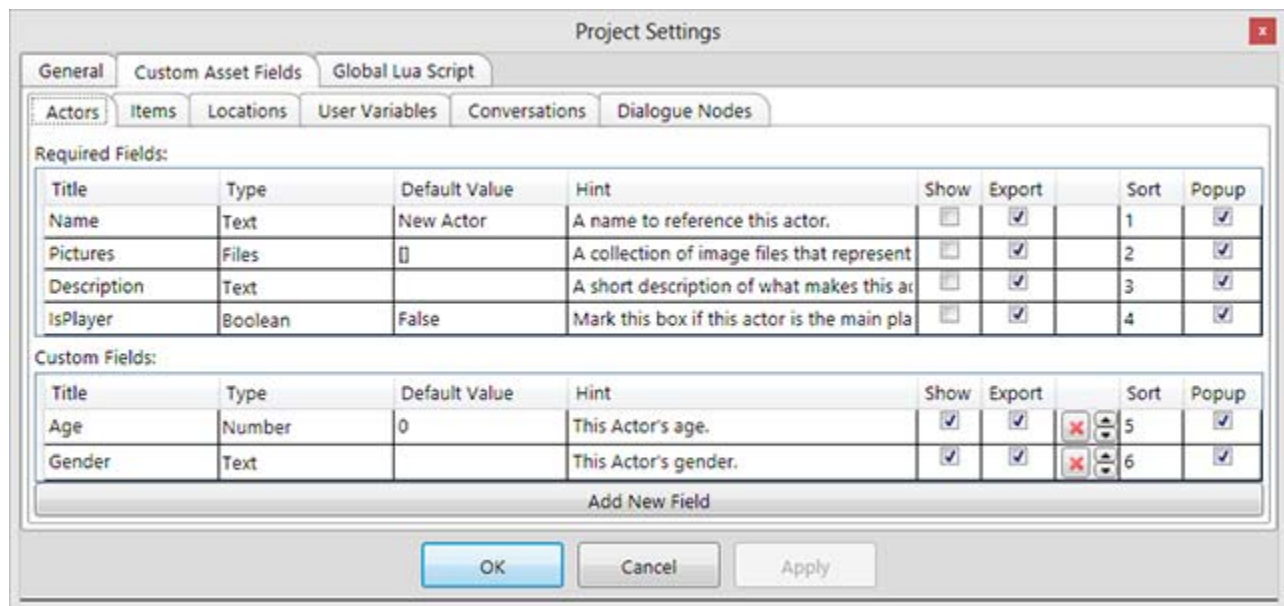 Project Settings
x
General Custom Asset Fields Global Lua Script
Actors Items Locations User Variables Conversations Dialogue Nodes
Required Fields:
Title Type Default Value Hint Show Export Sort Popup
Name Text New Actor A name to reference this actor. 1
Pictures Files [] A collection of image files that represent 2
Description Text A short description of what makes this ac 3
IsPlayer Boolean False Mark this box if this actor is the main pla 4
Custom Fields:
Title Type Default Value Hint Show Export Sort Popup
Age Number 0 This Actor's age. 5
Gender Text This Actor's gender. 6
Add New Field
OK Cancel Apply